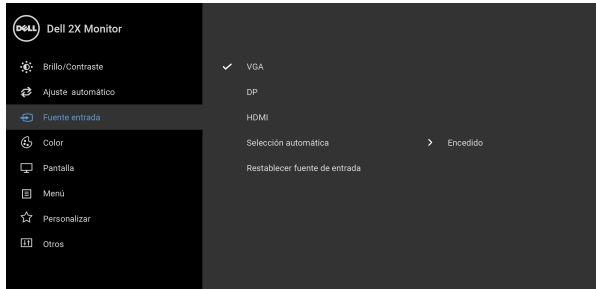 DELL
Dell 2X Monitor
Brillo/Contraste
Ajuste automático
Fuente entrada
Color
Pantalla
Menú
Personalizar
Otros
VGA
DP
HDMI
Selección automática
Encedido
Restablecer fuente de entrada